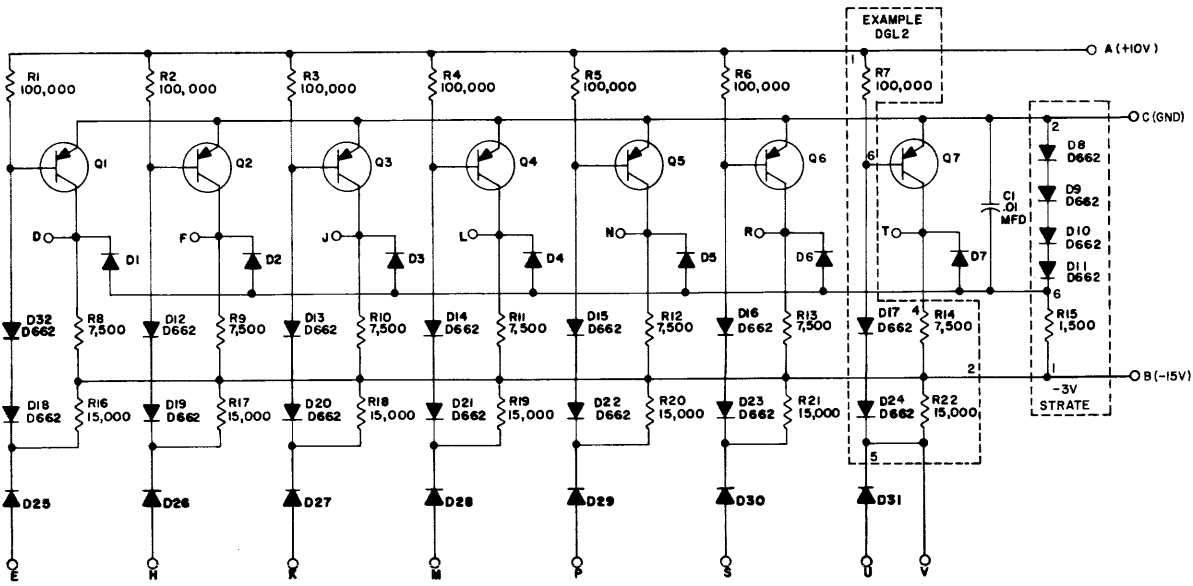 EXAMPLE
DGL2
A (+10V)
R1
100,000
R2
100,000
R3
100,000
R4
100,000
R5
100,000
R6
100,000
1
R7
100,000
C (GND)
2
Q1
Q2
Q3
Q4
Q5
Q6
6
Q7
D8
D662
D9
D662
D10
D662
D11
D662
C1
.01
MFD
D
F
J
L
N
R
T
D1
D2
D3
D4
D5
D6
D7
6
D32
D662
R8
7,500
D12
D662
R9
7,500
D13
D662
R10
7,500
D14
D662
R11
7,500
D15
D662
R12
7,500
D16
D662
R13
7,500
D17
D662
4
R14
7,500
R15
1,500
2
1
B (-15V)
-3V
STRATE
D18
D662
R16
15,000
D19
D662
R17
15,000
D20
D662
R18
15,000
D21
D662
R19
15,000
D22
D662
R20
15,000
D23
D662
R21
15,000
D24
D662
R22
15,000
5
D25
D26
D27
D28
D29
D30
D31
E
H
K
M
P
S
U
V